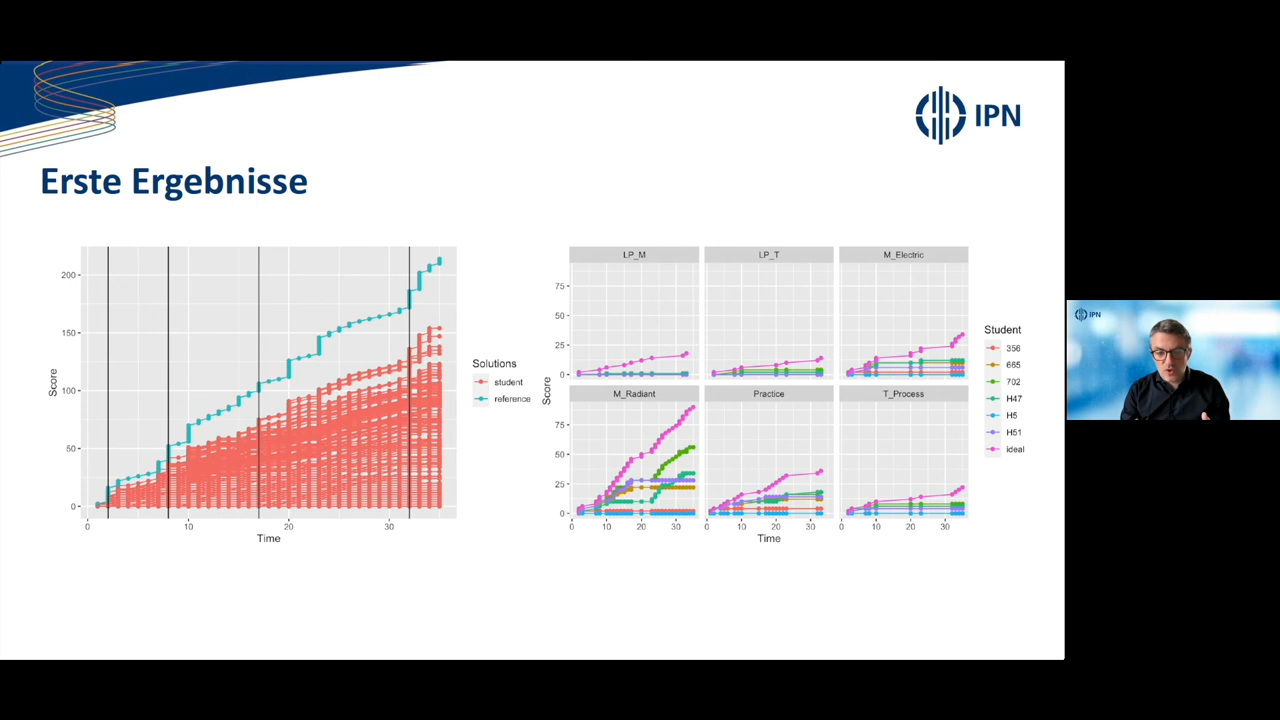 IPN
Erste Ergebnisse
200
150
100
50
0
0 10 20 30
Score
Time
Solutions
student
reference
LP_M LP_T M_Electric
75
50
25
0
M_Radiant Practice T_Process
75
50
25
0
0 10 20 30 0 10 20 30 0 10 20 30
Score
Time
Student
356
665
702
H47
H5
H51
ideal
IPN